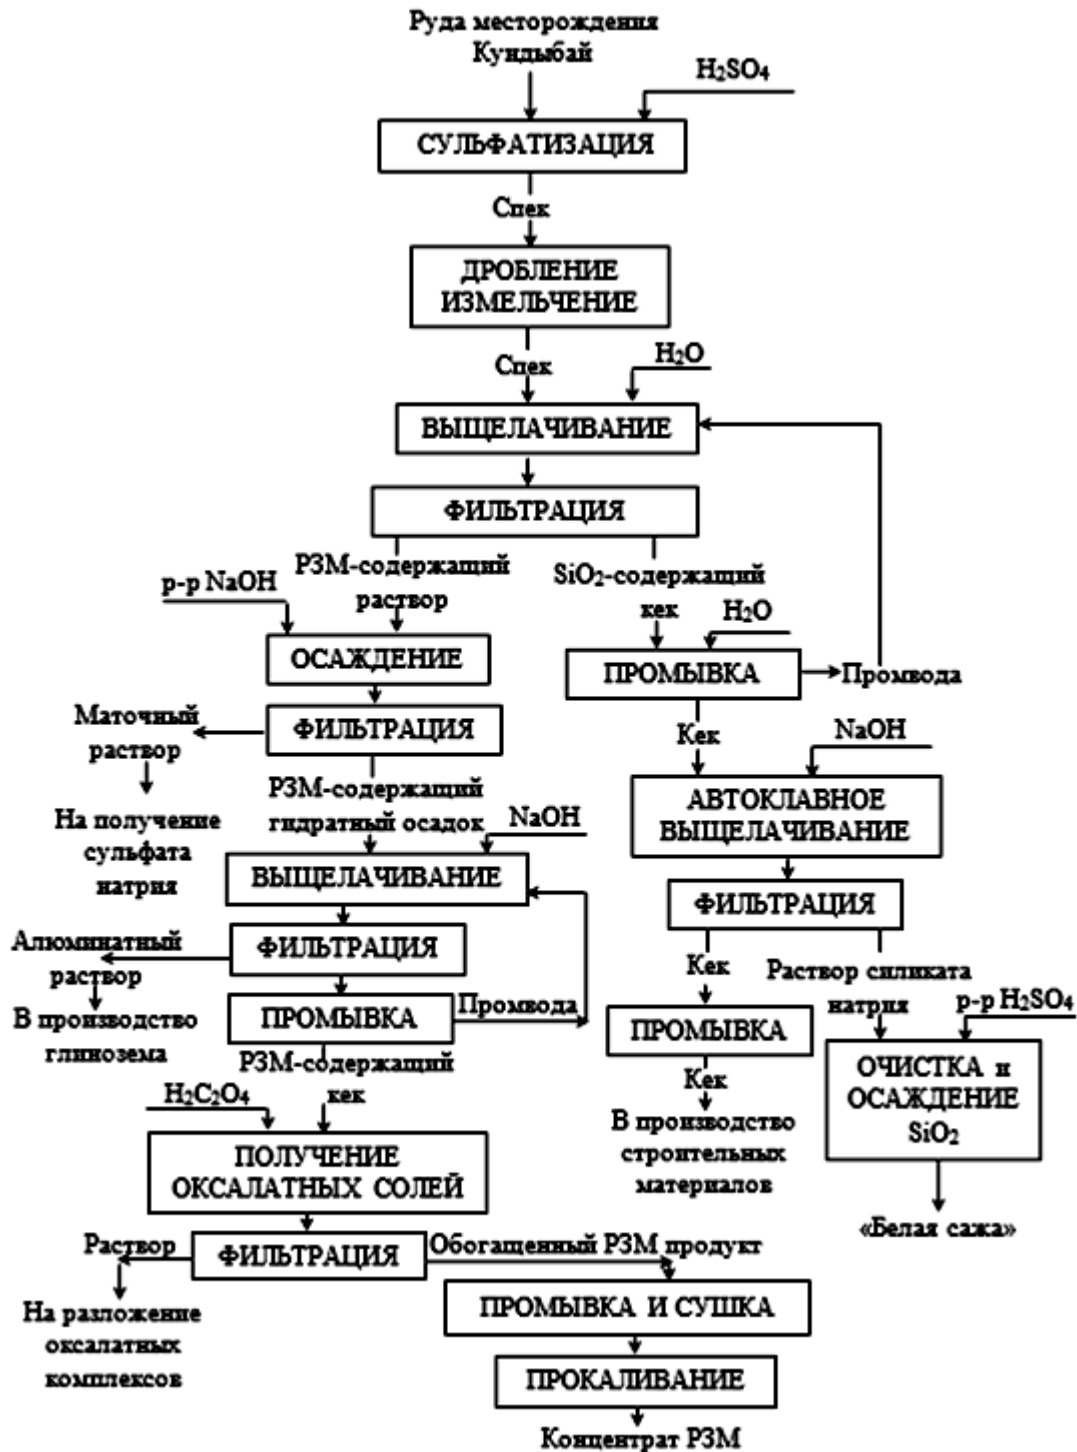 Руда месторождения
Кундыбай
H₂SO₄
СУЛЬФАТИЗАЦИЯ
Спек
ДРОБЛЕНИЕ
ИЗМЕЛЬЧЕНИЕ
Спек
H₂O
ВЫЩЕЛАЧИВАНИЕ
ФИЛЬТРАЦИЯ
РЗМ-содержащий
раствор
SiO₂-содержащий
кек
р-р NaOH
H₂O
ОСАЖДЕНИЕ
ПРОМЫВКА
Промвода
Маточный
раствор
ФИЛЬТРАЦИЯ
Кек
NaOH
На получение
сульфата
натрия
РЗМ-содержащий
гидратный осадок
NaOH
АВТОКЛАВНОЕ
ВЫЩЕЛАЧИВАНИЕ
ВЫЩЕЛАЧИВАНИЕ
ФИЛЬТРАЦИЯ
Алюминатный
раствор
ФИЛЬТРАЦИЯ
Кек
Раствор силиката
натрия
р-р H₂SO₄
В производство
глинозема
ПРОМЫВКА
Промвода
ПРОМЫВКА
РЗМ-содержащий
кек
Кек
ОЧИСТКА и
ОСАЖДЕНИЕ
SiO₂
H₂C₂O₄
В производство
строительных
материалов
ПОЛУЧЕНИЕ
ОКСАЛАТНЫХ СОЛЕЙ
«Белая сажа»
Раствор
ФИЛЬТРАЦИЯ
Обогащенный РЗМ продукт
На разложение
оксалатных
комплексов
ПРОМЫВКА И СУШКА
ПРОКАЛИВАНИЕ
Концентрат РЗМ